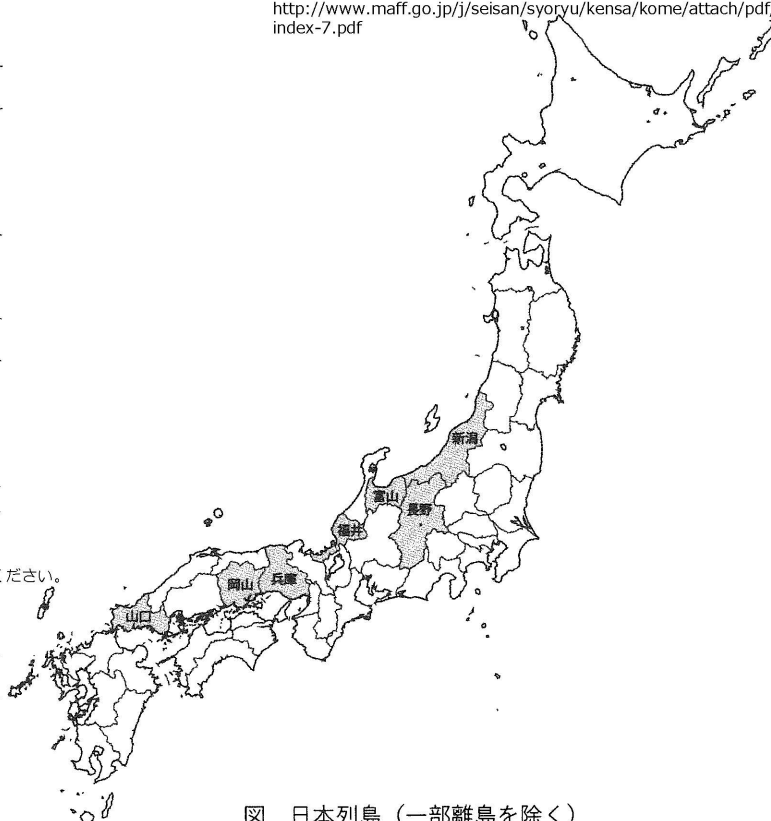 http://www.maff.go.jp/j/seisan/syoryu/kensa/kome/attach/pdf/
index-7.pdf
新潟
富山
長野
福井
ください。
岡山
兵庫
山口
図 日本列島（一部離島を除く）